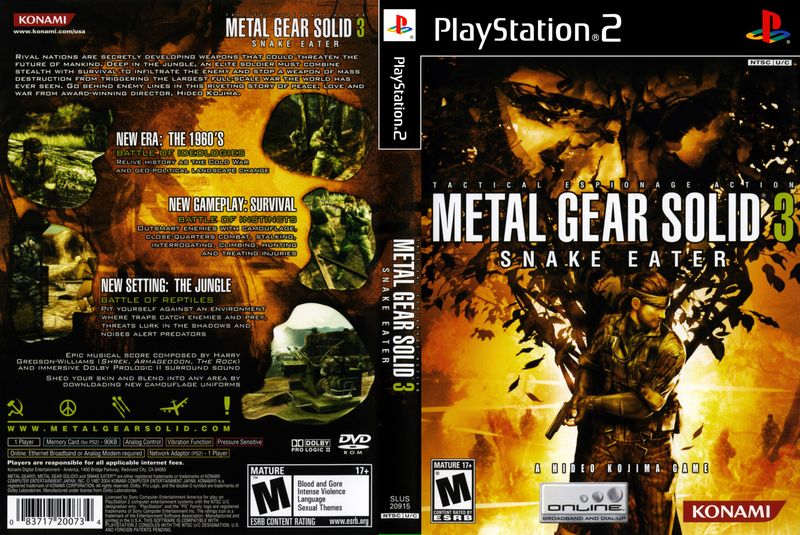 KONAMI
www.konami.com/usa
TACTICAL ESPIONAGE ACTION
METAL GEAR SOLID 3
SNAKE EATER
Rival nations are secretly developing weapons that could threaten the
future of mankind. Deep in the jungle, an elite soldier must combine
stealth with survival to infiltrate the enemy and stop a weapon of mass
destruction from triggering the largest full-scale war the world has
ever seen. Go behind enemy lines in this riveting story of peace, love and
war from award-winning director, Hideo Kojima.
NEW ERA: THE 1960'S
BATTLE OF IDEOLOGIES
Relive history as the Cold War
and geo-political landscape change
NEW GAMEPLAY: SURVIVAL
BATTLE OF INSTINCTS
Outsmart enemies with camouflage,
close-quarters combat, stalking,
interrogating, climbing, hunting
and treating injuries
NEW SETTING: THE JUNGLE
BATTLE OF REPTILES
Pit yourself against an environment
where traps catch enemies and prey,
threats lurk in the shadows and
noises alert predators
Epic musical score composed by Harry
Gregson-Williams (Shrek, Armageddon, The Rock)
and immersive Dolby Prologic II surround sound
Shed your skin and blend into any area by
downloading new camouflage uniforms
WWW.METALGEARSOLID.COM
1 Player
Memory Card (for PS2) - 90KB
Analog Control
Vibration Function
Pressure Sensitive
Online: Ethernet Broadband or Analog Modem required
Network Adaptor (PS2) - 1 Player
Players are responsible for all applicable internet fees.
DOLBY
PRO LOGIC II
DVD
ROM
0 83717 20073 4
MATURE 17+
M
Blood and Gore
Intense Violence
Language
Sexual Themes
ESRB CONTENT RATING www.esrb.org
PlayStation®2
METAL GEAR SOLID 3
SNAKE EATER
SLUS
20915
NTSC U/C
PlayStation®2
NTSC U/C
TACTICAL ESPIONAGE ACTION
METAL GEAR SOLID 3
SNAKE EATER
A HIDEO KOJIMA GAME
MATURE 17+
M
CONTENT RATED BY
ESRB
ONLINE
BROADBAND AND DIAL-UP
KONAMI